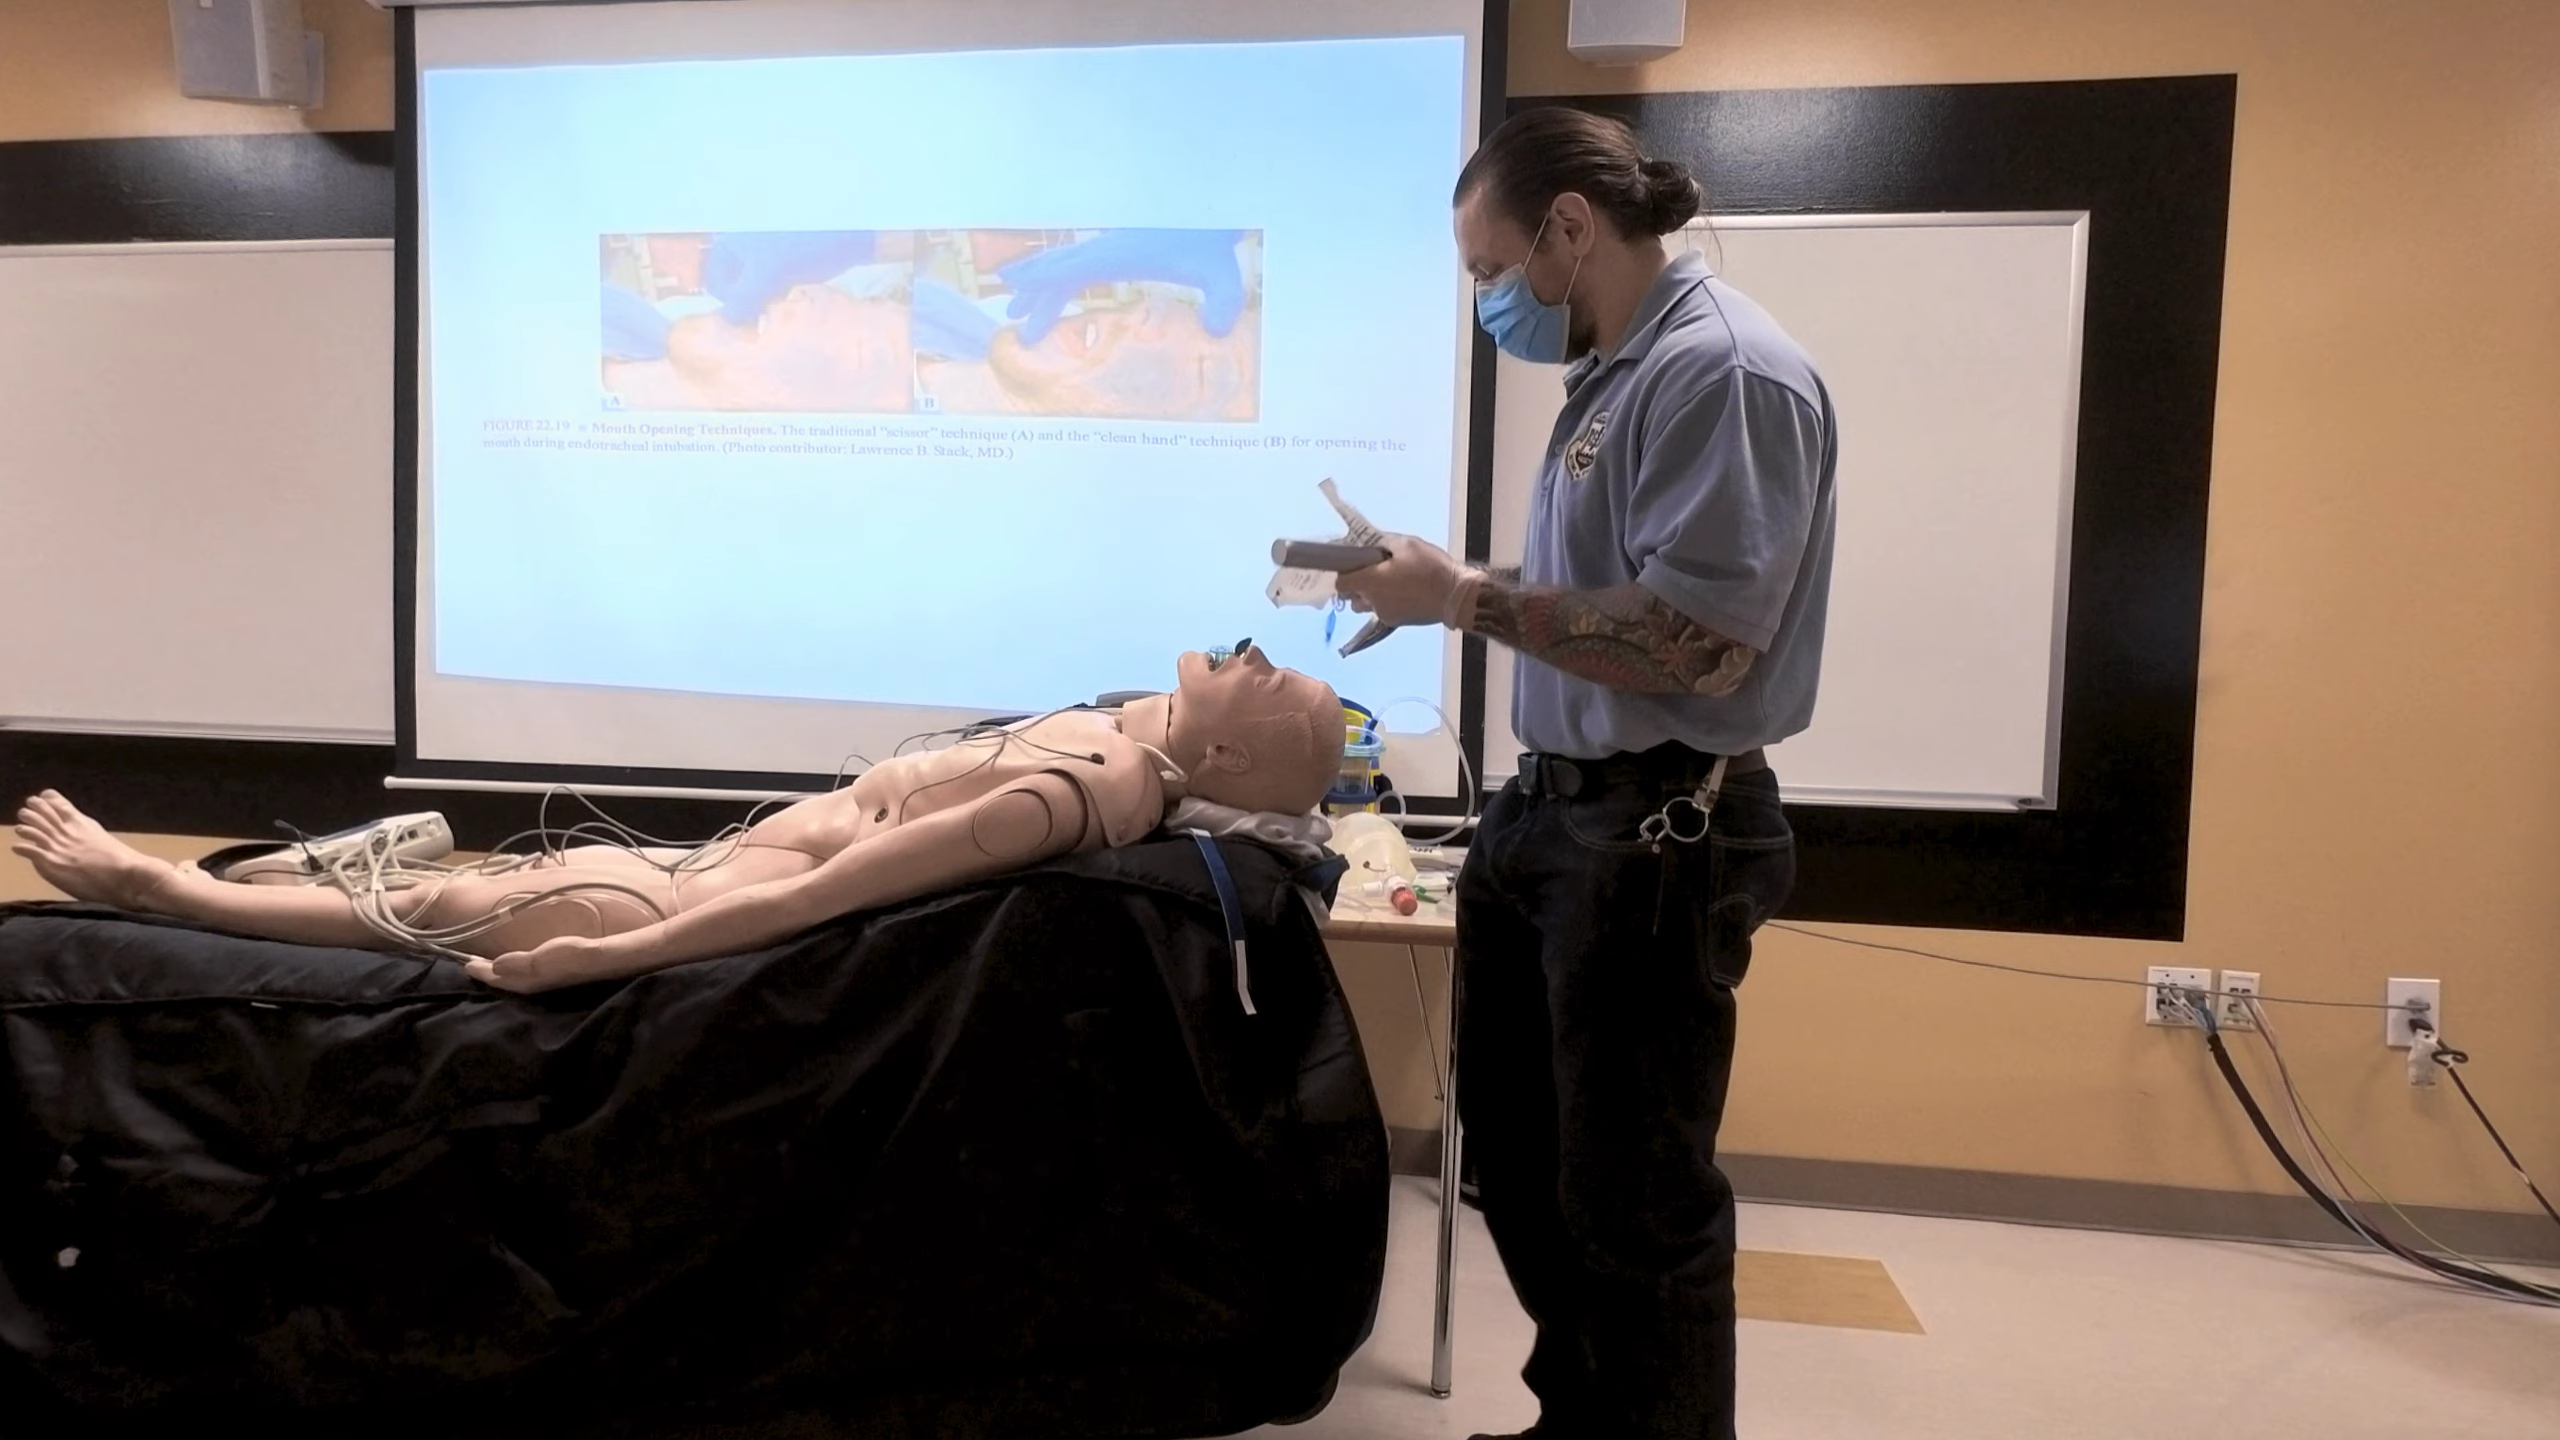 A
B
FIGURE 22.19 ■ Mouth Opening Techniques. The traditional "scissor" technique (A) and the "clean hand" technique (B) for opening the
mouth during endotracheal intubation. (Photo contributor: Lawrence B. Stack, MD.)